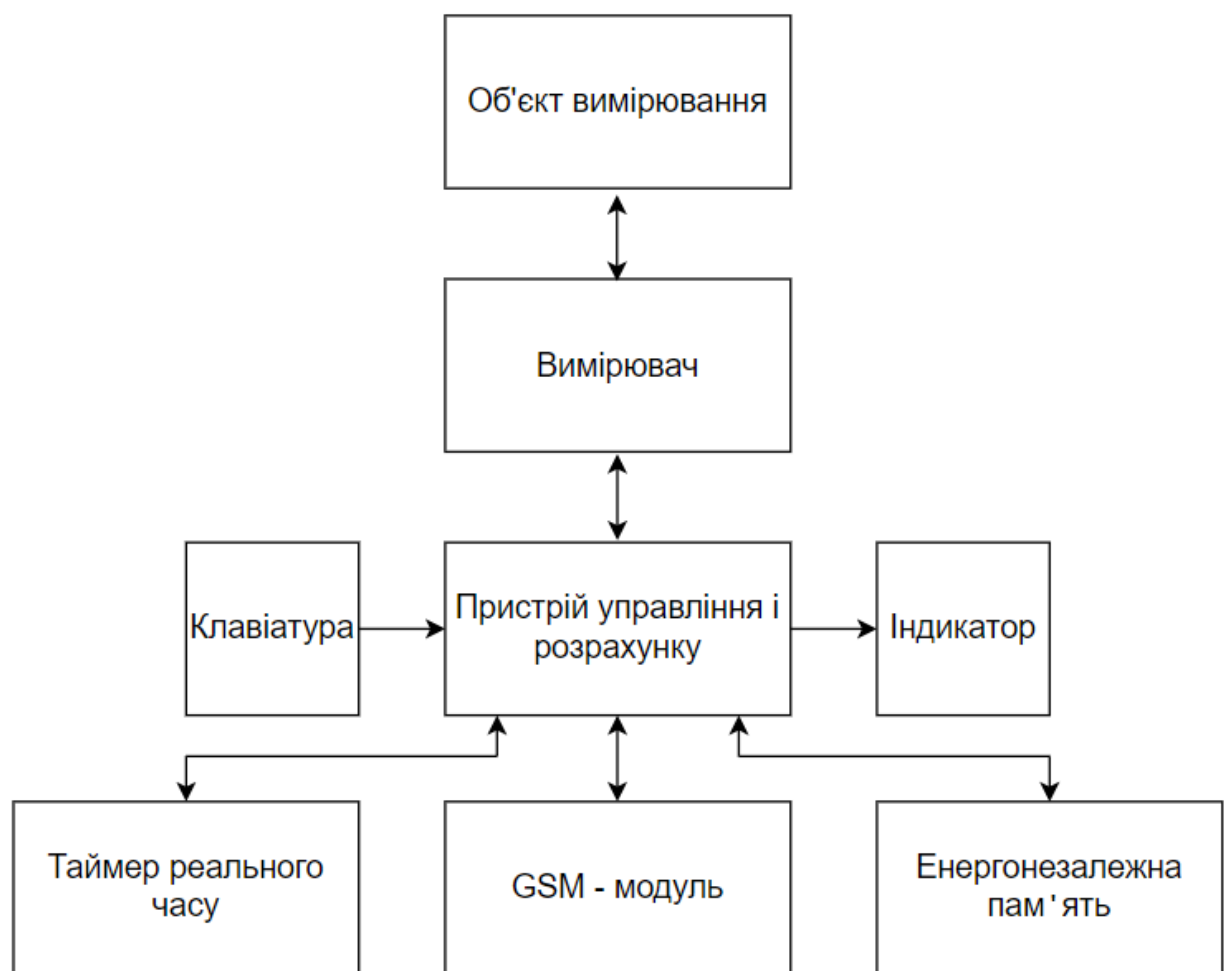 Об'єкт вимірювання
Вимірювач
Клавіатура
Пристрій управління і
розрахунку
Індикатор
Таймер реального
часу
GSM - модуль
Енергонезалежна
пам'ять